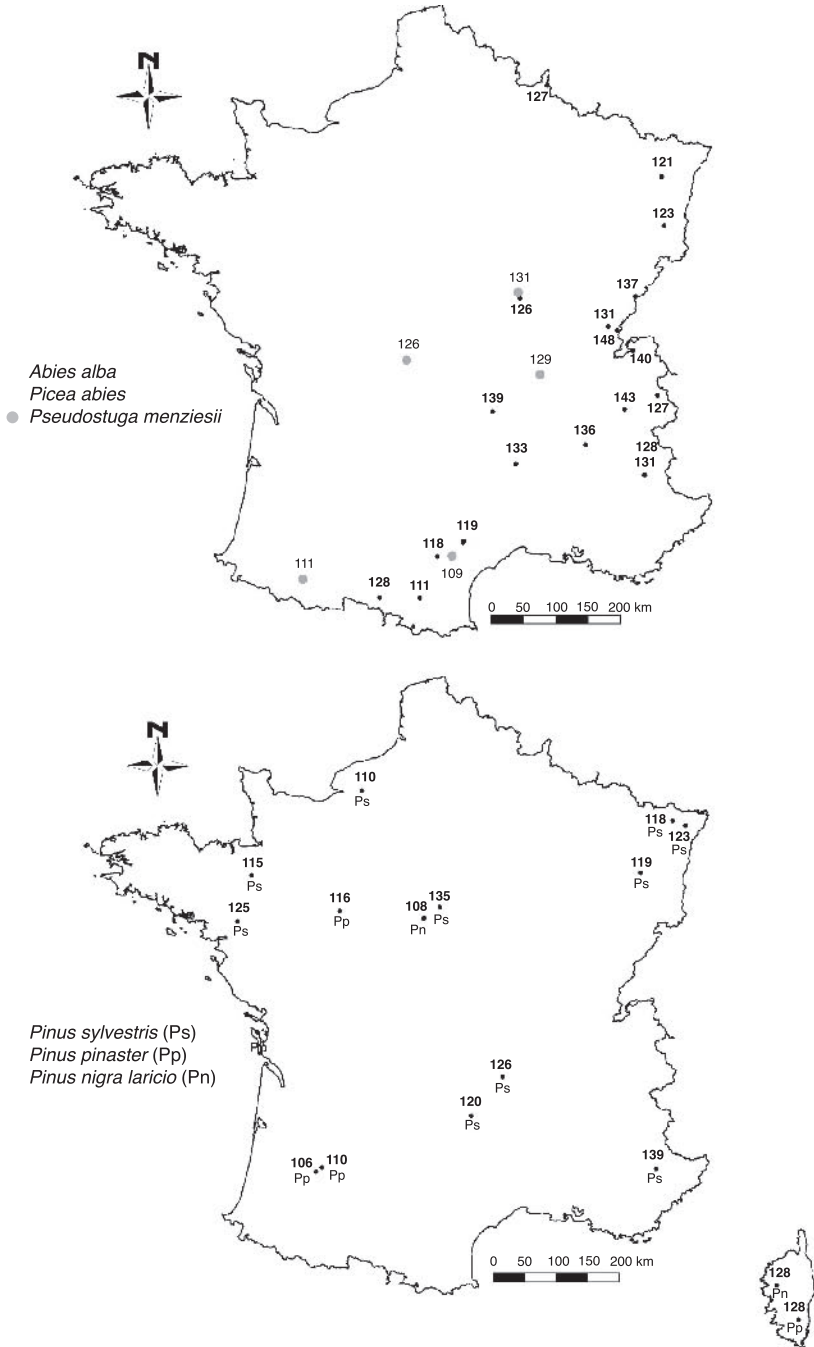 N
127
121
123
131
126
137
131
148
140
126
129
Abies alba
Picea abies
Pseudostuga menziesii
139
143
127
136
128
133
131
119
118
109
111
128
111
0 50 100 150 200 km
N
110
Ps
118
Ps
123
Ps
115
Ps
119
Ps
125
Ps
116
Pp
108
Pn
135
Ps
Pinus sylvestris (Ps)
Pinus pinaster (Pp)
Pinus nigra laricio (Pn)
126
Ps
120
Ps
106
Pp
110
Pp
139
Ps
0 50 100 150 200 km
128
Pn
128
Pp